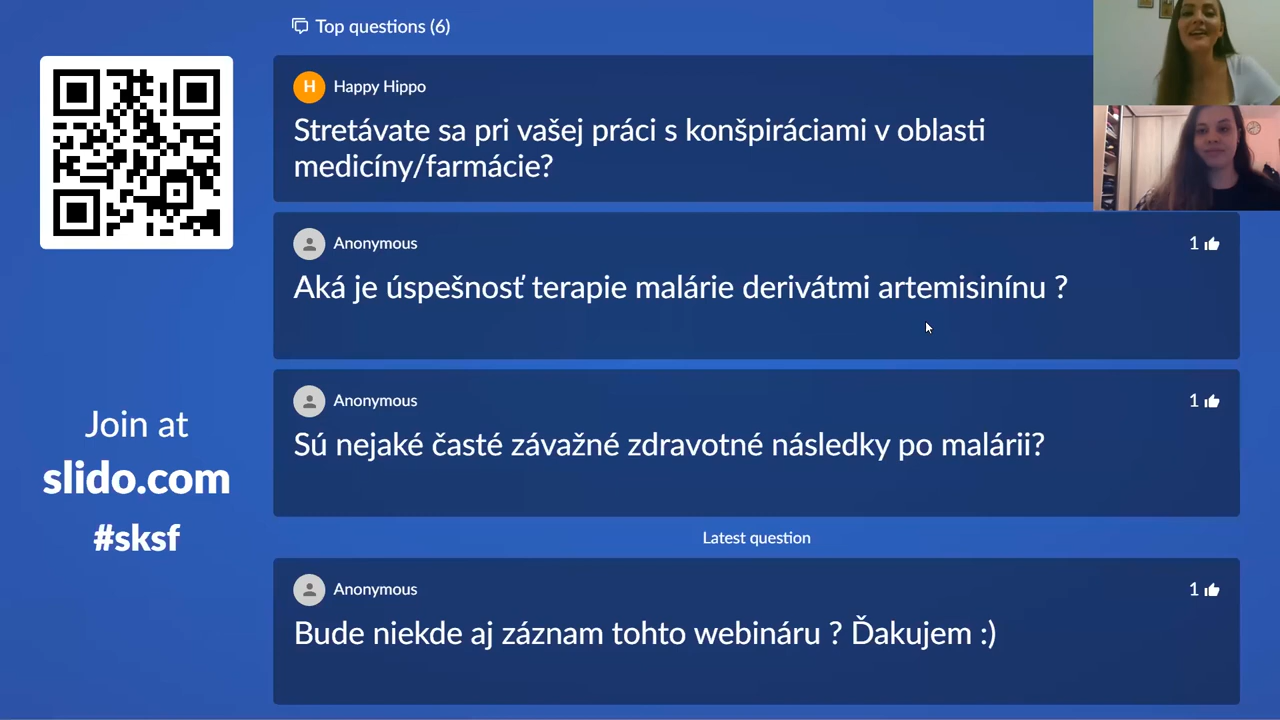 Top questions (6)
H Happy Hippo
Stretávate sa pri vašej práci s konšpiráciami v oblasti
medicíny/farmácie?
Anonymous 1
Aká je úspešnosť terapie malárie derivátmi artemisinínu ?
Anonymous 1
Sú nejaké časté závažné zdravotné následky po malárii?
Latest question
Anonymous 1
Bude niekde aj záznam tohto webináru ? Ďakujem :)
Join at
slido.com
#sksf